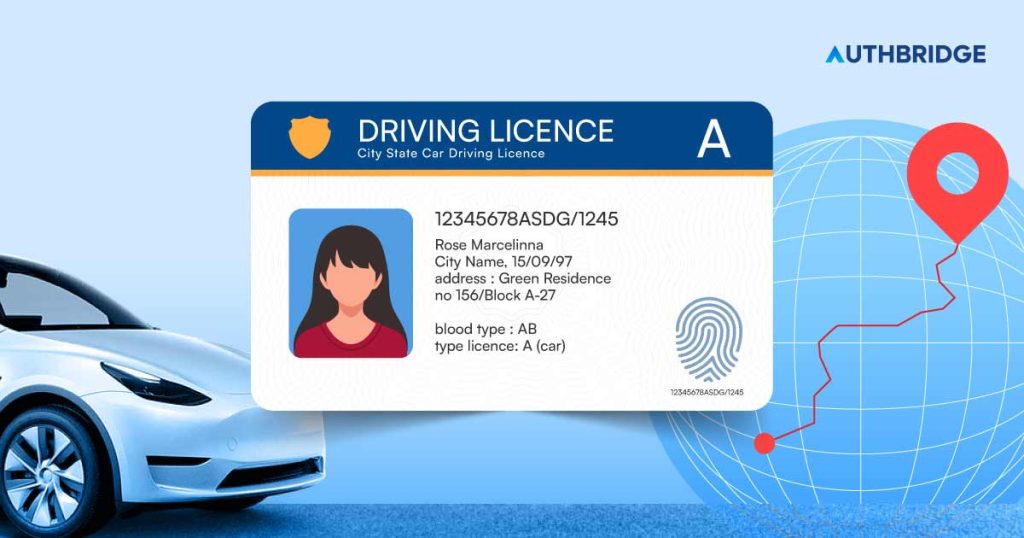 AUTHBRIDGE
DRIVING LICENCE
City State Car Driving Licence
A
12345678ASDG/1245
Rose Marcelinna
City Name, 15/09/97
address : Green Residence
no 156/Block A-27
blood type : AB
type licence: A (car)
12345678ASDG/1245